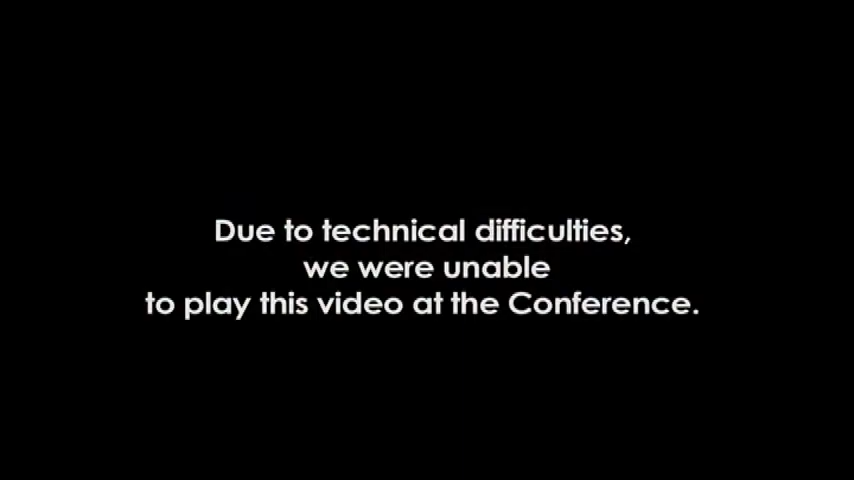 Due to technical difficulties,
we were unable
to play this video at the Conference.